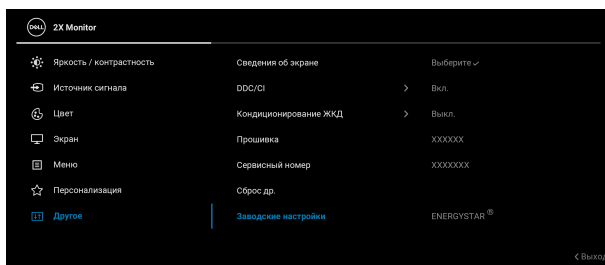 DELL 2X Monitor
Яркость / контрастность Сведения об экране Выберите
Источник сигнала DDC/CI > Вкл.
Цвет Кондиционирование ЖКД > Выкл.
Экран Прошивка XXXXXX
Меню Сервисный номер XXXXXXX
Персонализация Сброс др.
Другое Заводские настройки ENERGYSTAR ®
< Выход